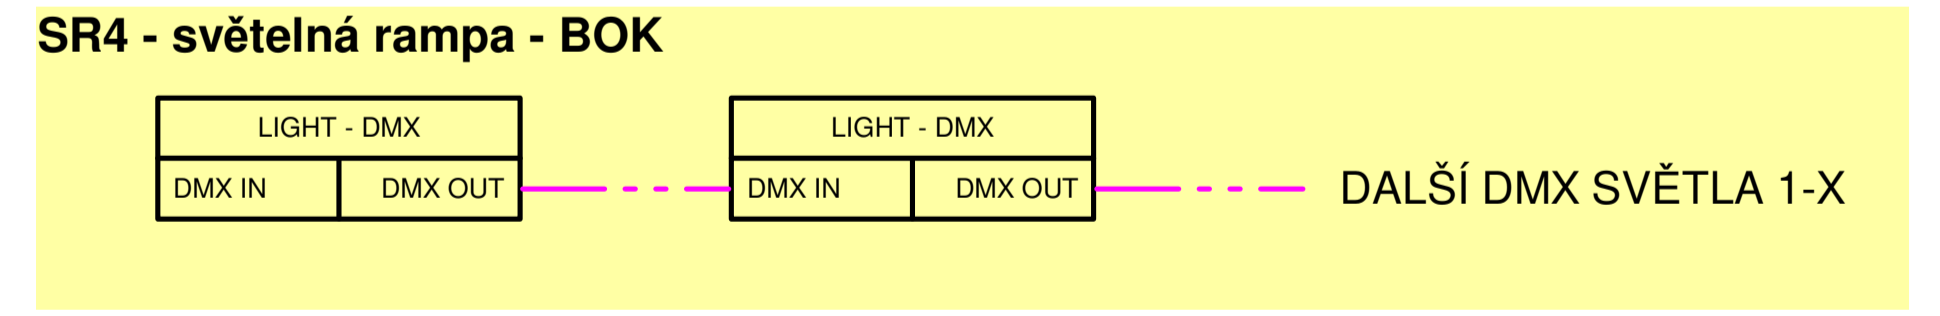 SR4 - světelná rampa - BOK
LIGHT - DMX
LIGHT - DMX
DMX IN
DMX OUT
DMX IN
DMX OUT
DALŠÍ DMX SVĚTLA 1-X